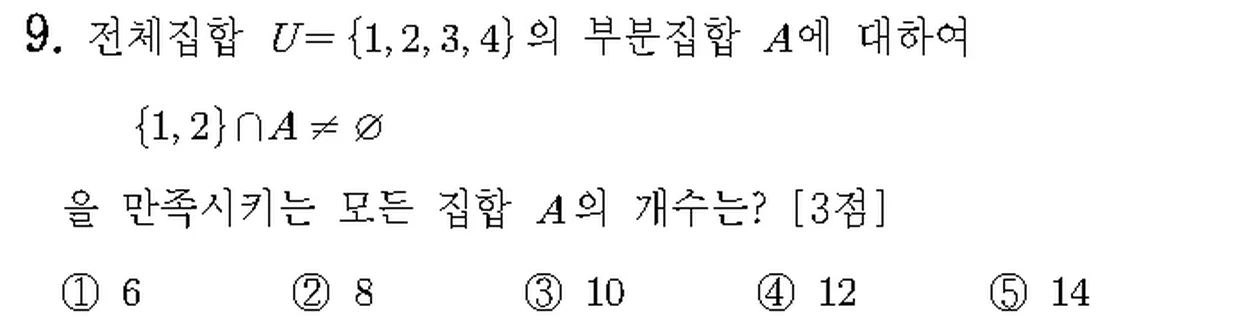 9. 전체집합 U={1, 2, 3, 4}의 부분집합 A에 대하여
{1, 2}∩A≠∅
을 만족시키는 모든 집합 A의 개수는? [3점]
① 6 ② 8 ③ 10 ④ 12 ⑤ 14